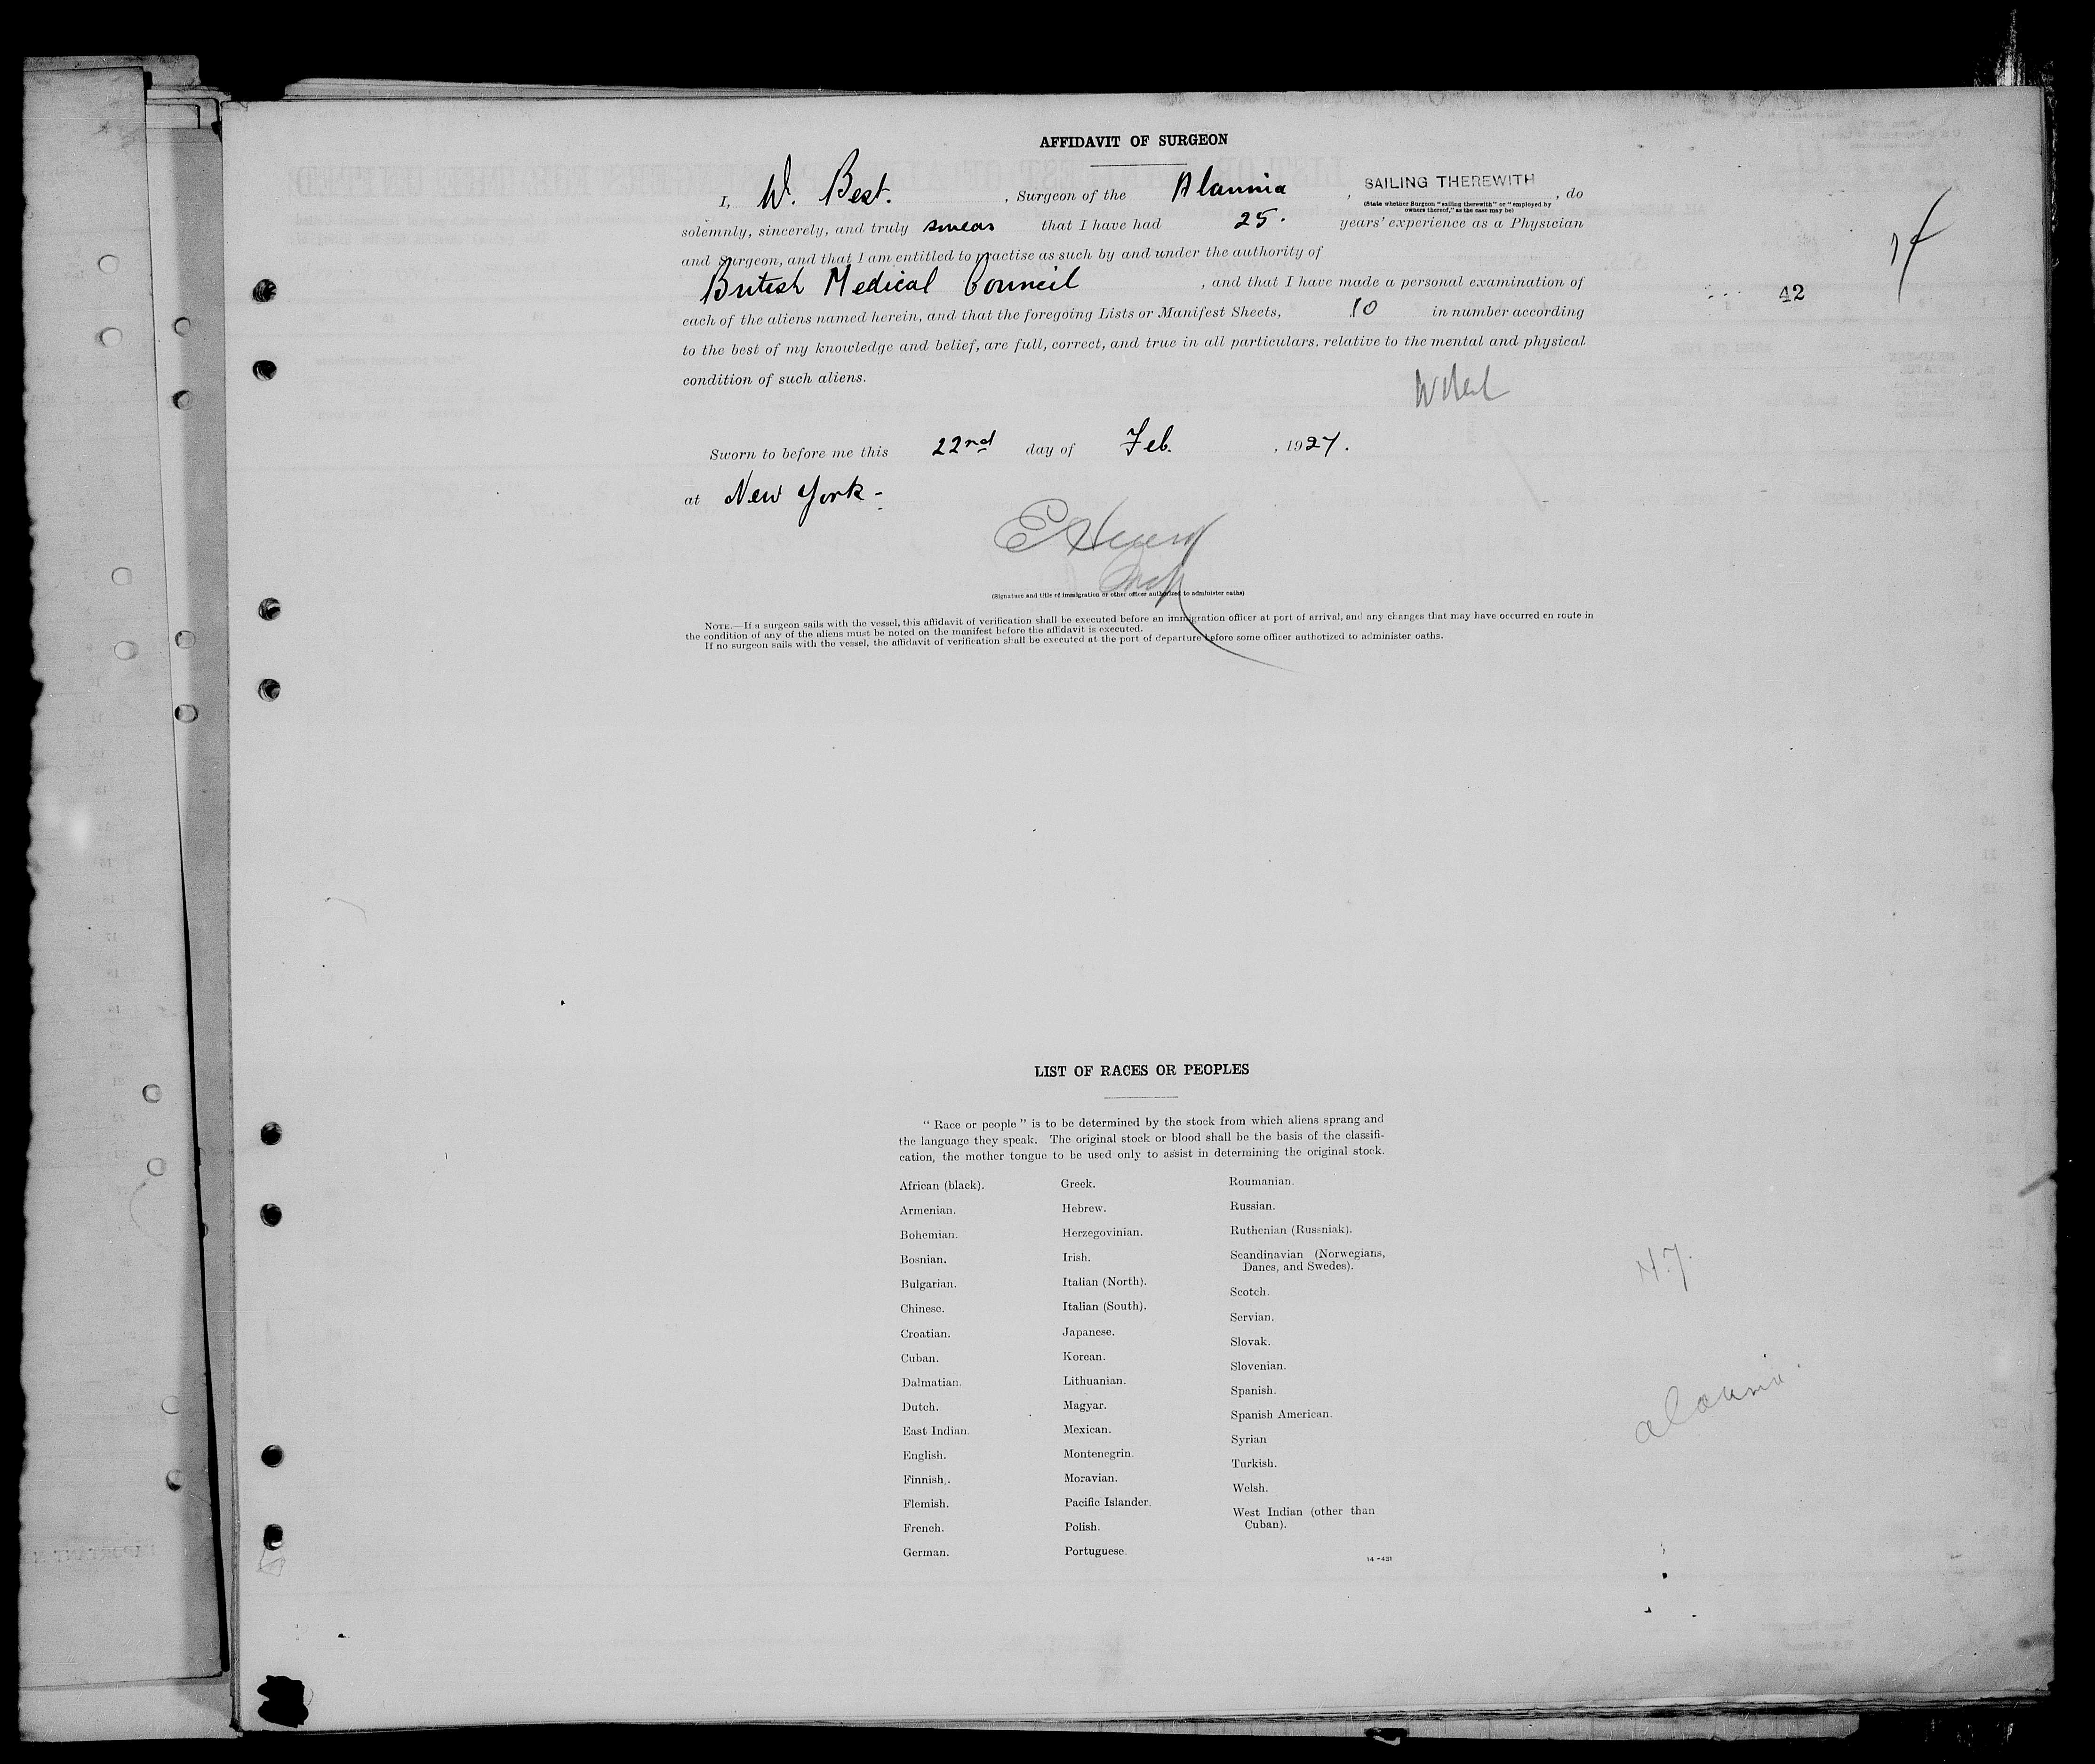 AFFIDAVIT OF SURGEON
I, W. Best. , Surgeon of the Alaunia , SAILING THEREWITH , do
(State whether Surgeon "sailing therewith" or "employed by
owners thereof," as the case may be)
solemnly, sincerely, and truly swear that I have had 25. years' experience as a Physician
and Surgeon, and that I am entitled to practise as such by and under the authority of
British Medical Council , and that I have made a personal examination of
each of the aliens named herein, and that the foregoing Lists or Manifest Sheets, 10 in number according
to the best of my knowledge and belief, are full, correct, and true in all particulars, relative to the mental and physical
condition of such aliens.
42
W Best
Sworn to before me this 22nd day of Feb. , 1927.
at New York -
(Signature and title of immigration or other officer authorized to administer oaths)
NOTE.—If a surgeon sails with the vessel, this affidavit of verification shall be executed before an immigration officer at port of arrival, and any changes that may have occurred en route in
the condition of any of the aliens must be noted on the manifest before the affidavit is executed.
If no surgeon sails with the vessel, the affidavit of verification shall be executed at the port of departure before some officer authorized to administer oaths.
LIST OF RACES OR PEOPLES
"Race or people" is to be determined by the stock from which aliens sprang and
the language they speak. The original stock or blood shall be the basis of the classifi-
cation, the mother tongue to be used only to assist in determining the original stock.
African (black).
Armenian.
Bohemian.
Bosnian.
Bulgarian.
Chinese.
Croatian.
Cuban.
Dalmatian.
Dutch.
East Indian.
English.
Finnish.
Flemish.
French.
German.
Greek.
Hebrew.
Herzegovinian.
Irish.
Italian (North).
Italian (South).
Japanese.
Korean.
Lithuanian.
Magyar.
Mexican.
Montenegrin.
Moravian.
Pacific Islander.
Polish.
Portuguese.
Roumanian.
Russian.
Ruthenian (Russniak).
Scandinavian (Norwegians,
Danes, and Swedes).
Scotch.
Servian.
Slovak.
Slovenian.
Spanish.
Spanish American.
Syrian
Turkish.
Welsh.
West Indian (other than
Cuban).
14-431
Alaunia